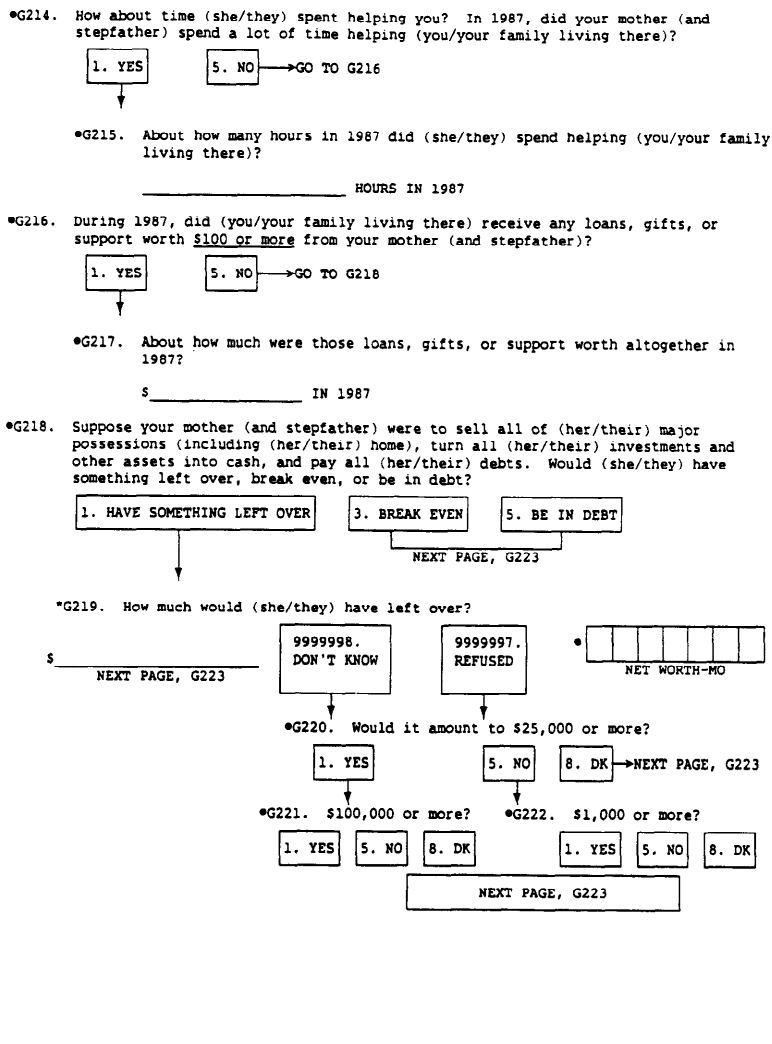 •G214. How about time (she/they) spent helping you? In 1987, did your mother (and
stepfather) spend a lot of time helping (you/your family living there)?
1. YES 5. NO GO TO G216
•G215. About how many hours in 1987 did (she/they) spend helping (you/your family
living there)?
HOURS IN 1987
•G216. During 1987, did (you/your family living there) receive any loans, gifts, or
support worth $100 or more from your mother (and stepfather)?
1. YES 5. NO GO TO G218
•G217. About how much were those loans, gifts, or support worth altogether in
1987?
$ IN 1987
•G218. Suppose your mother (and stepfather) were to sell all of (her/their) major
possessions (including (her/their) home), turn all (her/their) investments and
other assets into cash, and pay all (her/their) debts. Would (she/they) have
something left over, break even, or be in debt?
1. HAVE SOMETHING LEFT OVER 3. BREAK EVEN 5. BE IN DEBT
NEXT PAGE, G223
*G219. How much would (she/they) have left over?
9999998. 9999997.
$ DON'T KNOW REFUSED
NEXT PAGE, G223 NET WORTH-MO
•G220. Would it amount to $25,000 or more?
1. YES 5. NO 8. DK NEXT PAGE, G223
•G221. $100,000 or more? •G222. $1,000 or more?
1. YES 5. NO 8. DK 1. YES 5. NO 8. DK
NEXT PAGE, G223